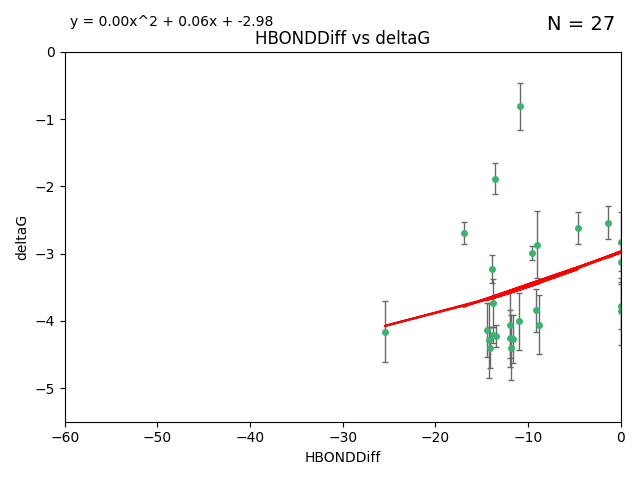 y = 0.00x^2 + 0.06x + -2.98
N = 27
HBONDDiff vs deltaG
deltaG
0
−1
−2
−3
−4
−5
−60
−50
−40
−30
−20
−10
0
HBONDDiff